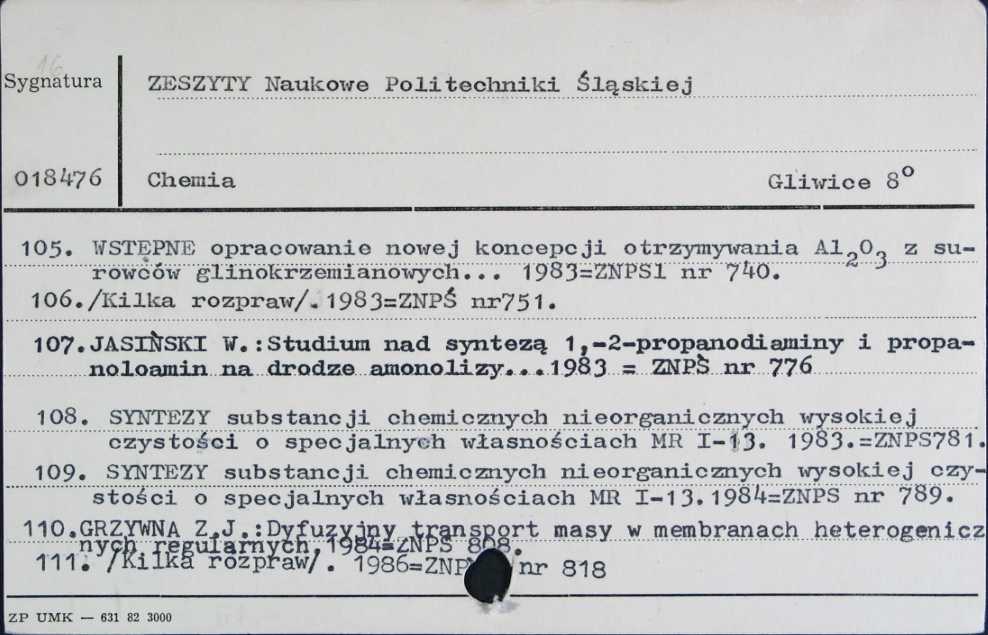 Sygnatura
ZESZYTY Naukowe Politechniki Śląskiej
018476
Chemia
Gliwice 8°
105. WSTĘPNE opracowanie nowej koncepcji otrzymywania Al₂O₃ z su-
rowców glinokrzemianowych... 1983=ZNPS1 nr 740.
106./Kilka rozpraw/.1983=ZNPŚ nr751.
107.JASIŃSKI W.:Studium nad syntezą 1,-2-propanodiaminy i propa-
noloamin na drodze amonolizy...1983 = ZNPŚ nr 776
108. SYNTEZY substancji chemicznych nieorganicznych wysokiej
czystości o specjalnych własnościach MR I-13. 1983.=ZNPS781.
109. SYNTEZY substancji chemicznych nieorganicznych wysokiej czy-
stości o specjalnych własnościach MR I-13.1984=ZNPS nr 789.
110.GRZYWNA Z.J.:Dyfuzyjny transport masy w membranach heterogenicz
nych regularnych.1984=ZNPS 808.
111. /Kilka rozpraw/. 1986=ZNP nr 818
ZP UMK — 631 82 3000